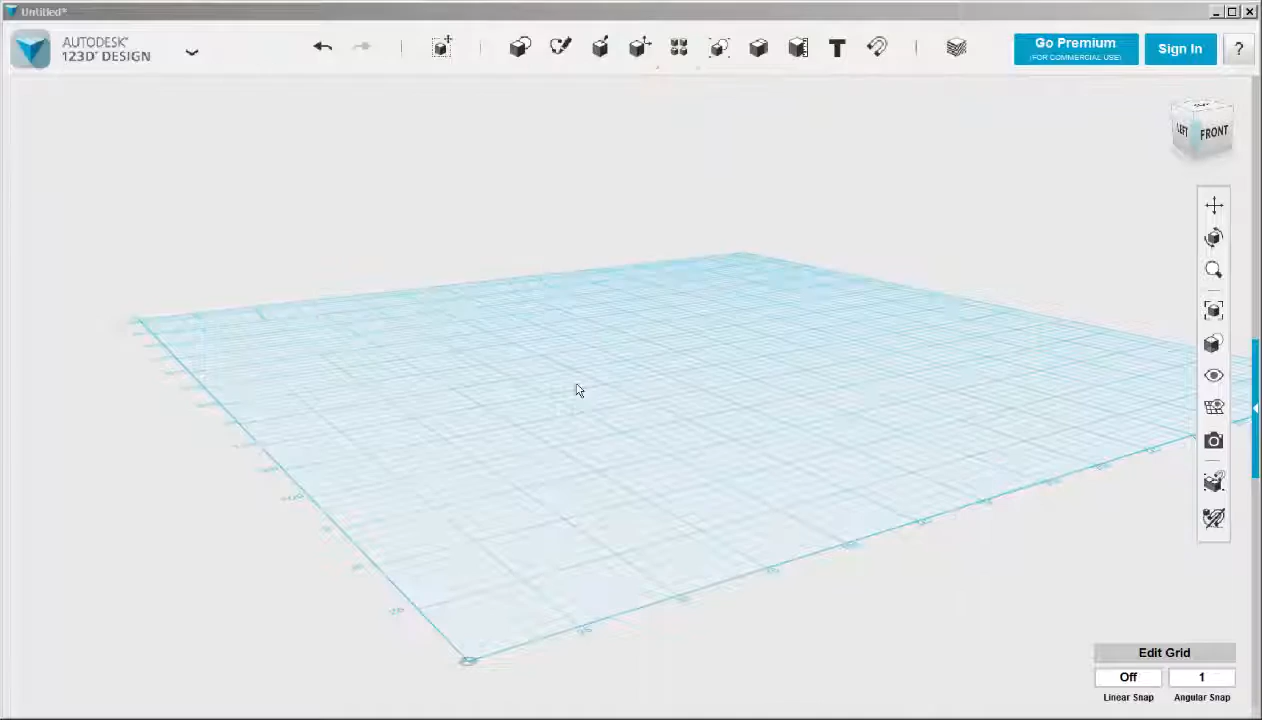 Untitled*
AUTODESK®
123D® DESIGN
Go Premium
(FOR COMMERCIAL USE)
Sign In
?
LEFT
FRONT
25
Edit Grid
Off
1
Linear Snap
Angular Snap